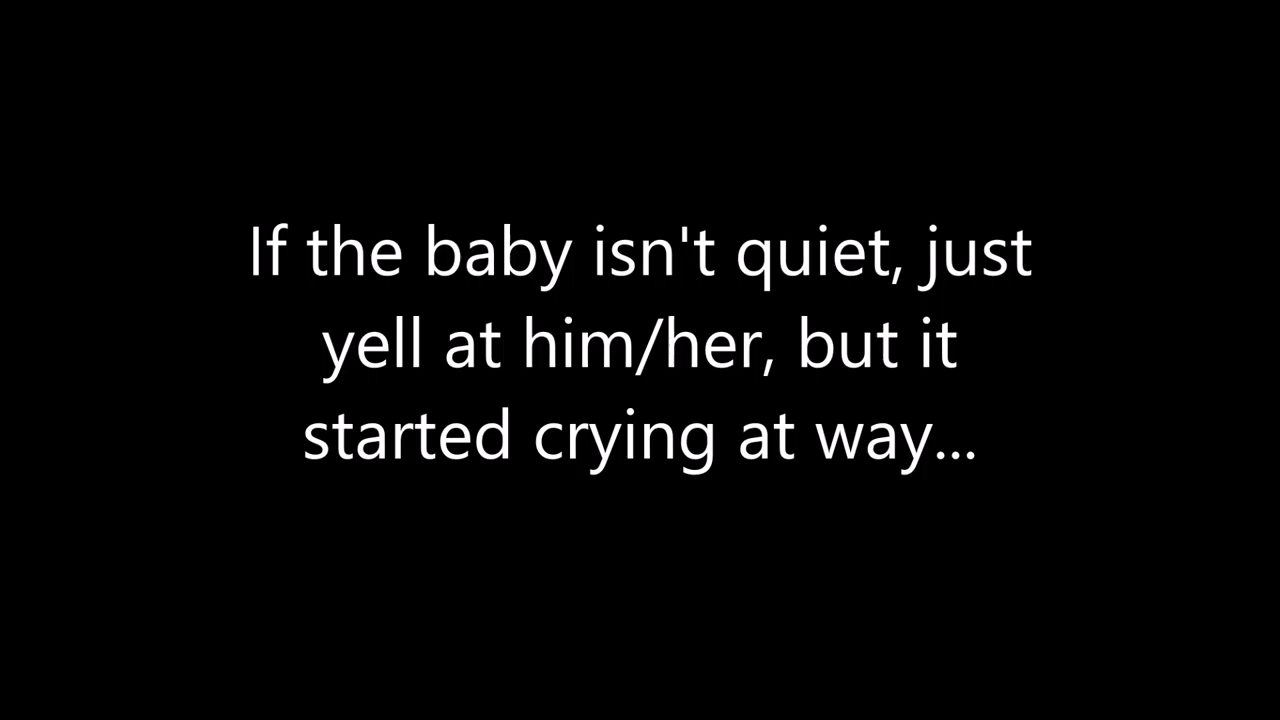 If the baby isn't quiet, just
yell at him/her, but it
started crying at way...